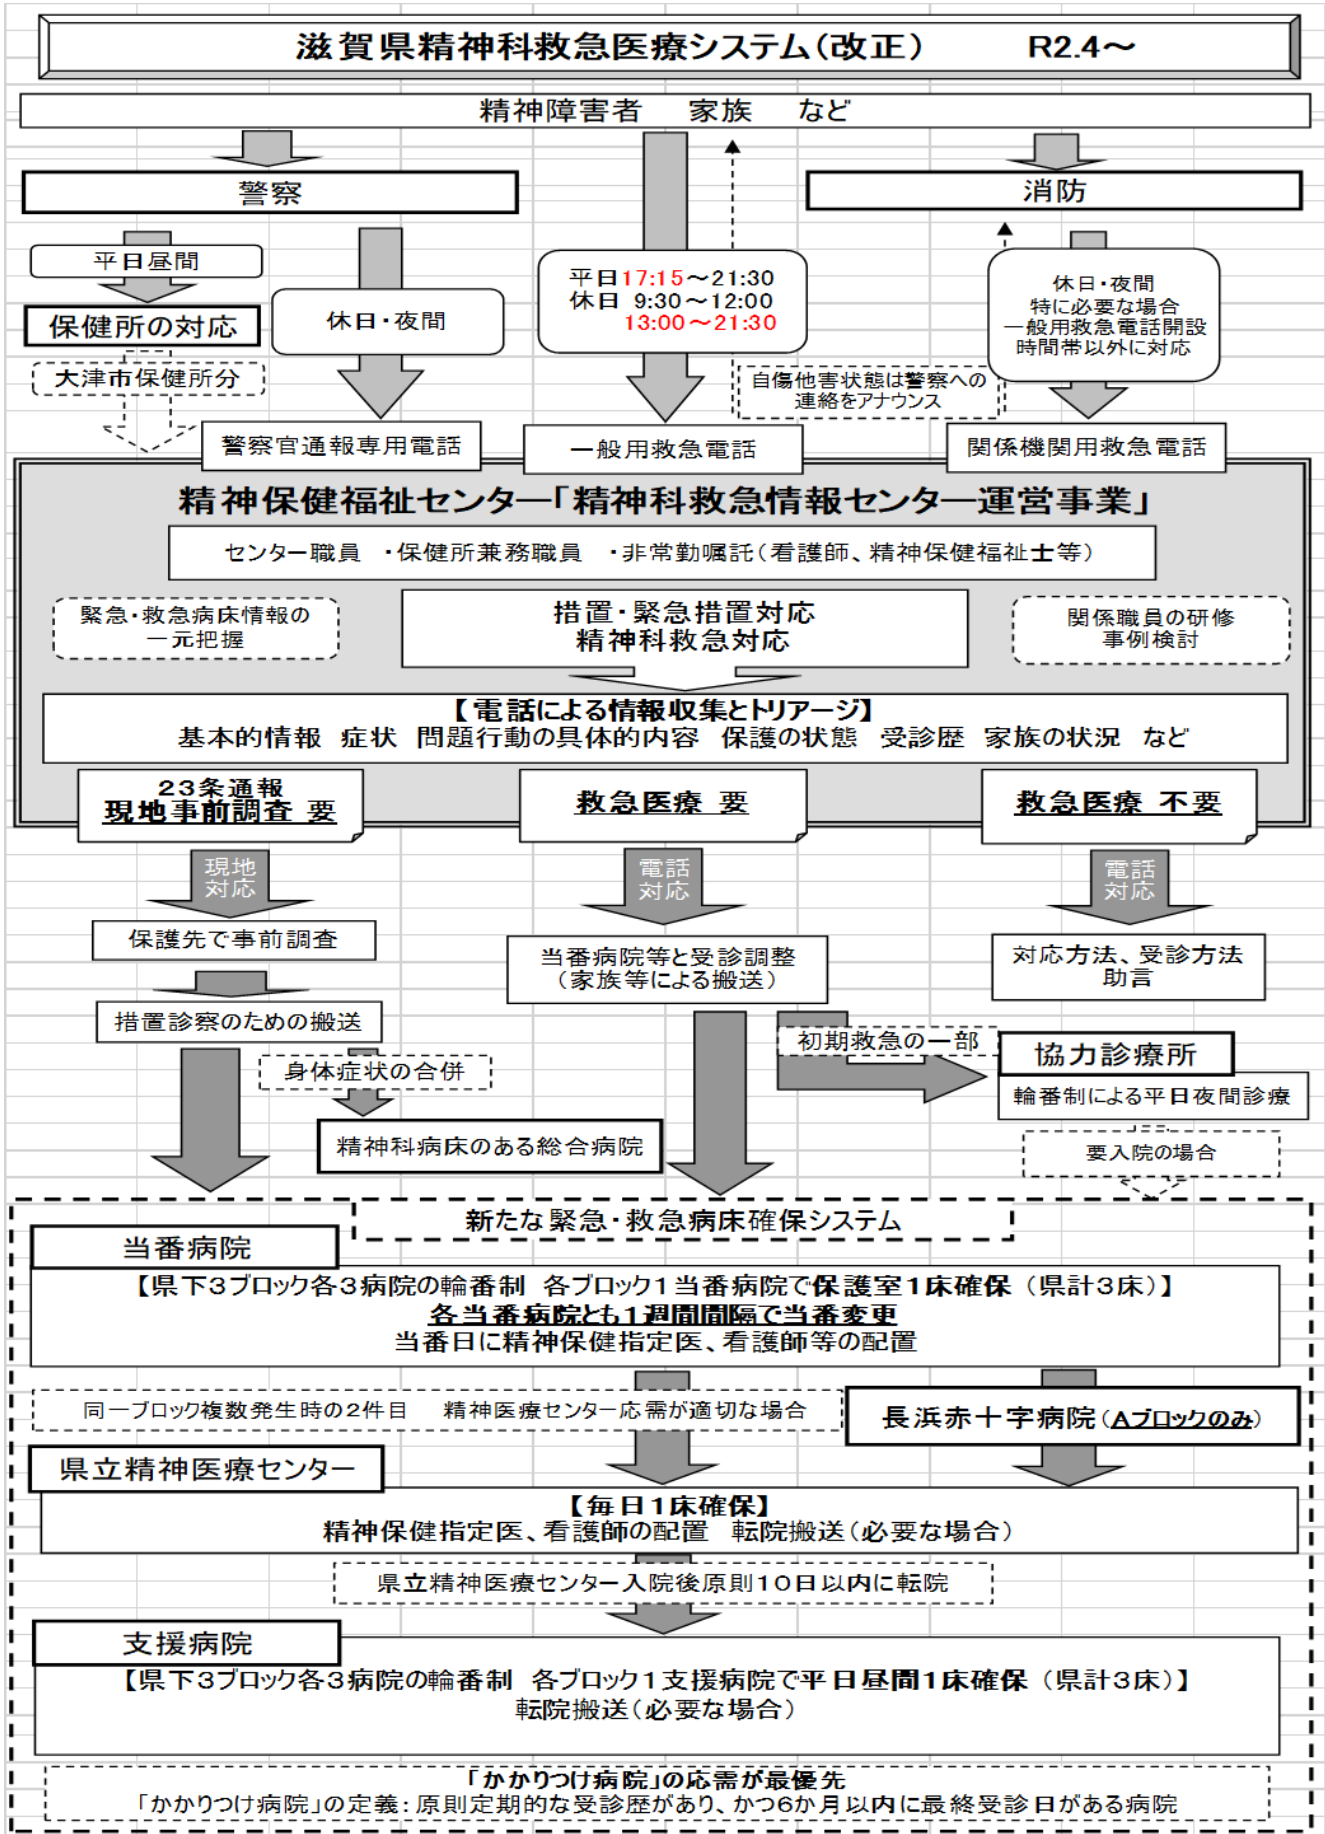 滋賀県精神科救急医療システム(改正) R2.4～
精神障害者 家族 など
警察
消防
平日昼間
保健所の対応
大津市保健所分
休日・夜間
平日17:15～21:30
休日 9:30～12:00
13:00～21:30
自傷他害状態は警察への
連絡をアナウンス
休日・夜間
特に必要な場合
一般用救急電話開設
時間帯以外に対応
警察官通報専用電話
一般用救急電話
関係機関用救急電話
精神保健福祉センター「精神科救急情報センター運営事業」
センター職員 ・保健所兼務職員 ・非常勤嘱託(看護師、精神保健福祉士等)
緊急・救急病床情報の
一元把握
措置・緊急措置対応
精神科救急対応
関係職員の研修
事例検討
【電話による情報収集とトリアージ】
基本的情報 症状 問題行動の具体的内容 保護の状態 受診歴 家族の状況 など
23条通報
現地事前調査 要
救急医療 要
救急医療 不要
現地
対応
電話
対応
電話
対応
保護先で事前調査
当番病院等と受診調整
(家族等による搬送)
対応方法、受診方法
助言
措置診察のための搬送
身体症状の合併
精神科病床のある総合病院
初期救急の一部
協力診療所
輪番制による平日夜間診療
要入院の場合
新たな緊急・救急病床確保システム
当番病院
【県下3ブロック各3病院の輪番制 各ブロック1当番病院で保護室1床確保 (県計3床)】
各当番病院とも1週間間隔で当番変更
当番日に精神保健指定医、看護師等の配置
同一ブロック複数発生時の2件目 精神医療センター応需が適切な場合
長浜赤十字病院(Aブロックのみ)
県立精神医療センター
【毎日1床確保】
精神保健指定医、看護師の配置 転院搬送(必要な場合)
県立精神医療センター入院後原則10日以内に転院
支援病院
【県下3ブロック各3病院の輪番制 各ブロック1支援病院で平日昼間1床確保 (県計3床)】
転院搬送(必要な場合)
「かかりつけ病院」の応需が最優先
「かかりつけ病院」の定義:原則定期的な受診歴があり、かつ6か月以内に最終受診日がある病院